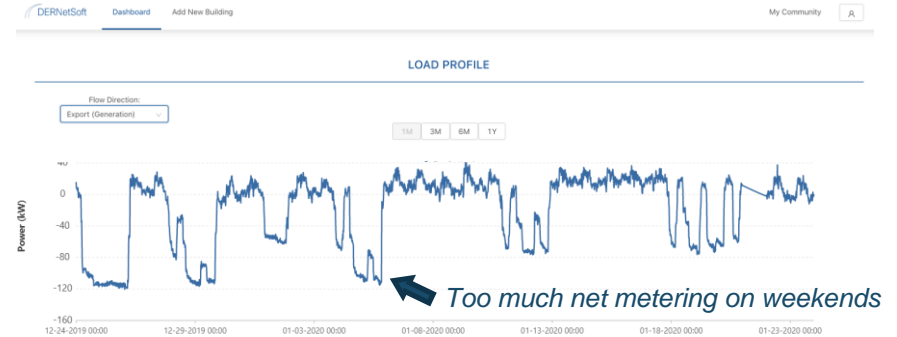 DERNetSoft Dashboard Add New Building My Community
LOAD PROFILE
Flow Direction:
Export (Generation)
1M 3M 6M 1Y
Power (kW)
40
0
-40
-80
-120
-160
12-24-2019 00:00 12-29-2019 00:00 01-03-2020 00:00 01-08-2020 00:00 01-13-2020 00:00 01-18-2020 00:00 01-23-2020 00:00
Too much net metering on weekends